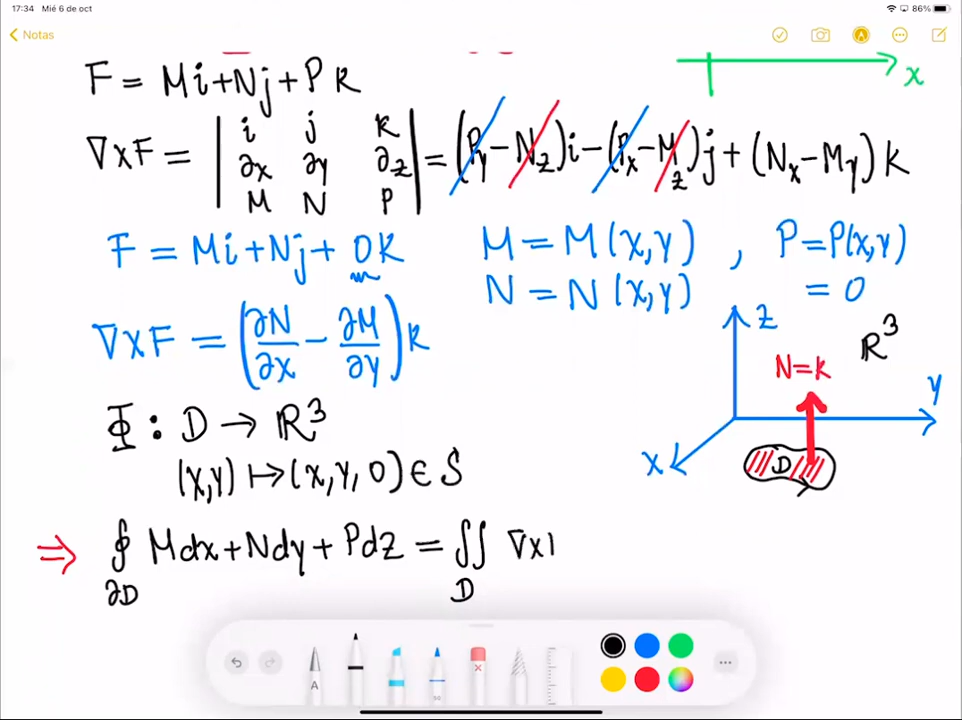 17:34 Mié 6 de oct 86%
Notas
x
F = Mi+Nj+Pk
∇xF = | i j k | = (Py-Nz)i-(Px-Mz)j+(Nx-My)k
∂x ∂y ∂z
M N P
F = Mi+Nj+0k
M = M(x,y) , P=P(x,y)
N = N(x,y) = 0
∇xF = (∂N/∂x - ∂M/∂y)k
z
R³
N=k
y
x
D
Φ : D → R³
(x,y) ↦ (x,y,0) ∈ S
⇒ ∮ Mdx+Ndy+Pdz = ∬ ∇x
∂D D
A
50